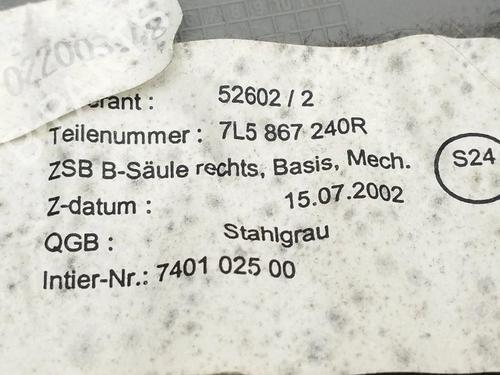 52602 / 2
Teilenummer : 7L5 867 240R
ZSB B-Säule rechts, Basis, Mech.
S24
Z-datum : 15.07.2002
QGB : Stahlgrau
Intier-Nr.: 7401 025 00